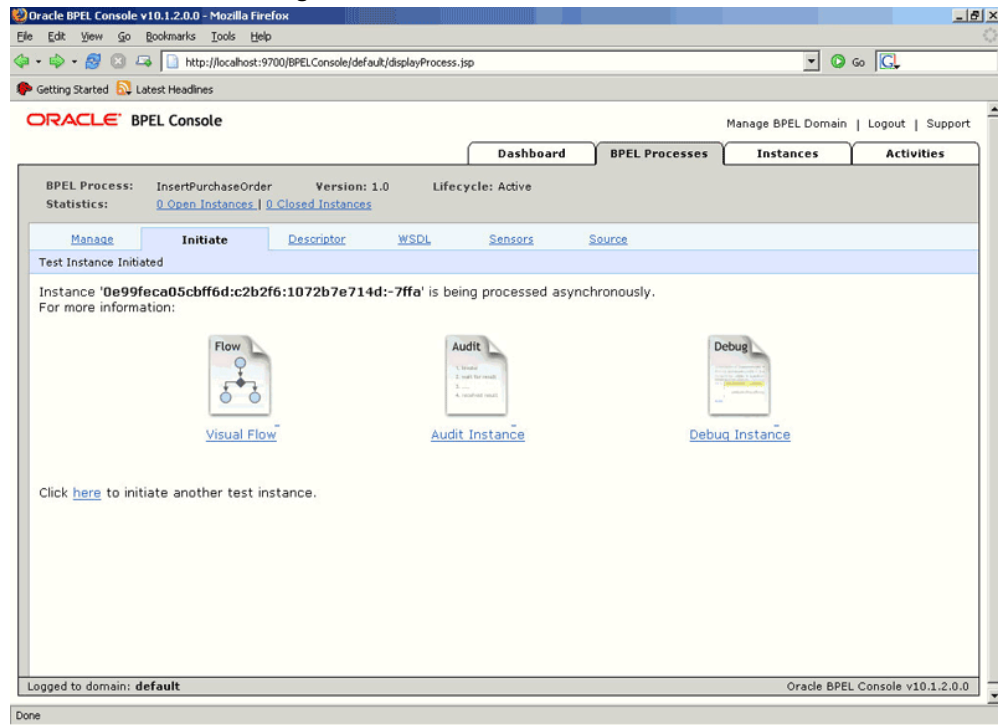 Oracle BPEL Console v10.1.2.0.0 - Mozilla Firefox
File Edit View Go Bookmarks Tools Help
http://localhost:9700/BPELConsole/default/displayProcess.jsp Go
Getting Started Latest Headlines
ORACLE BPEL Console
Manage BPEL Domain | Logout | Support
Dashboard BPEL Processes Instances Activities
BPEL Process: InsertPurchaseOrder Version: 1.0 Lifecycle: Active
Statistics: 0 Open Instances | 0 Closed Instances
Manage Initiate Descriptor WSDL Sensors Source
Test Instance Initiated
Instance '0e99feca05cbff6d:c2b2f6:1072b7e714d:-7ffa' is being processed asynchronously.
For more information:
Flow Audit Debug
Visual Flow Audit Instance Debug Instance
Click here to initiate another test instance.
Logged to domain: default Oracle BPEL Console v10.1.2.0.0
Done